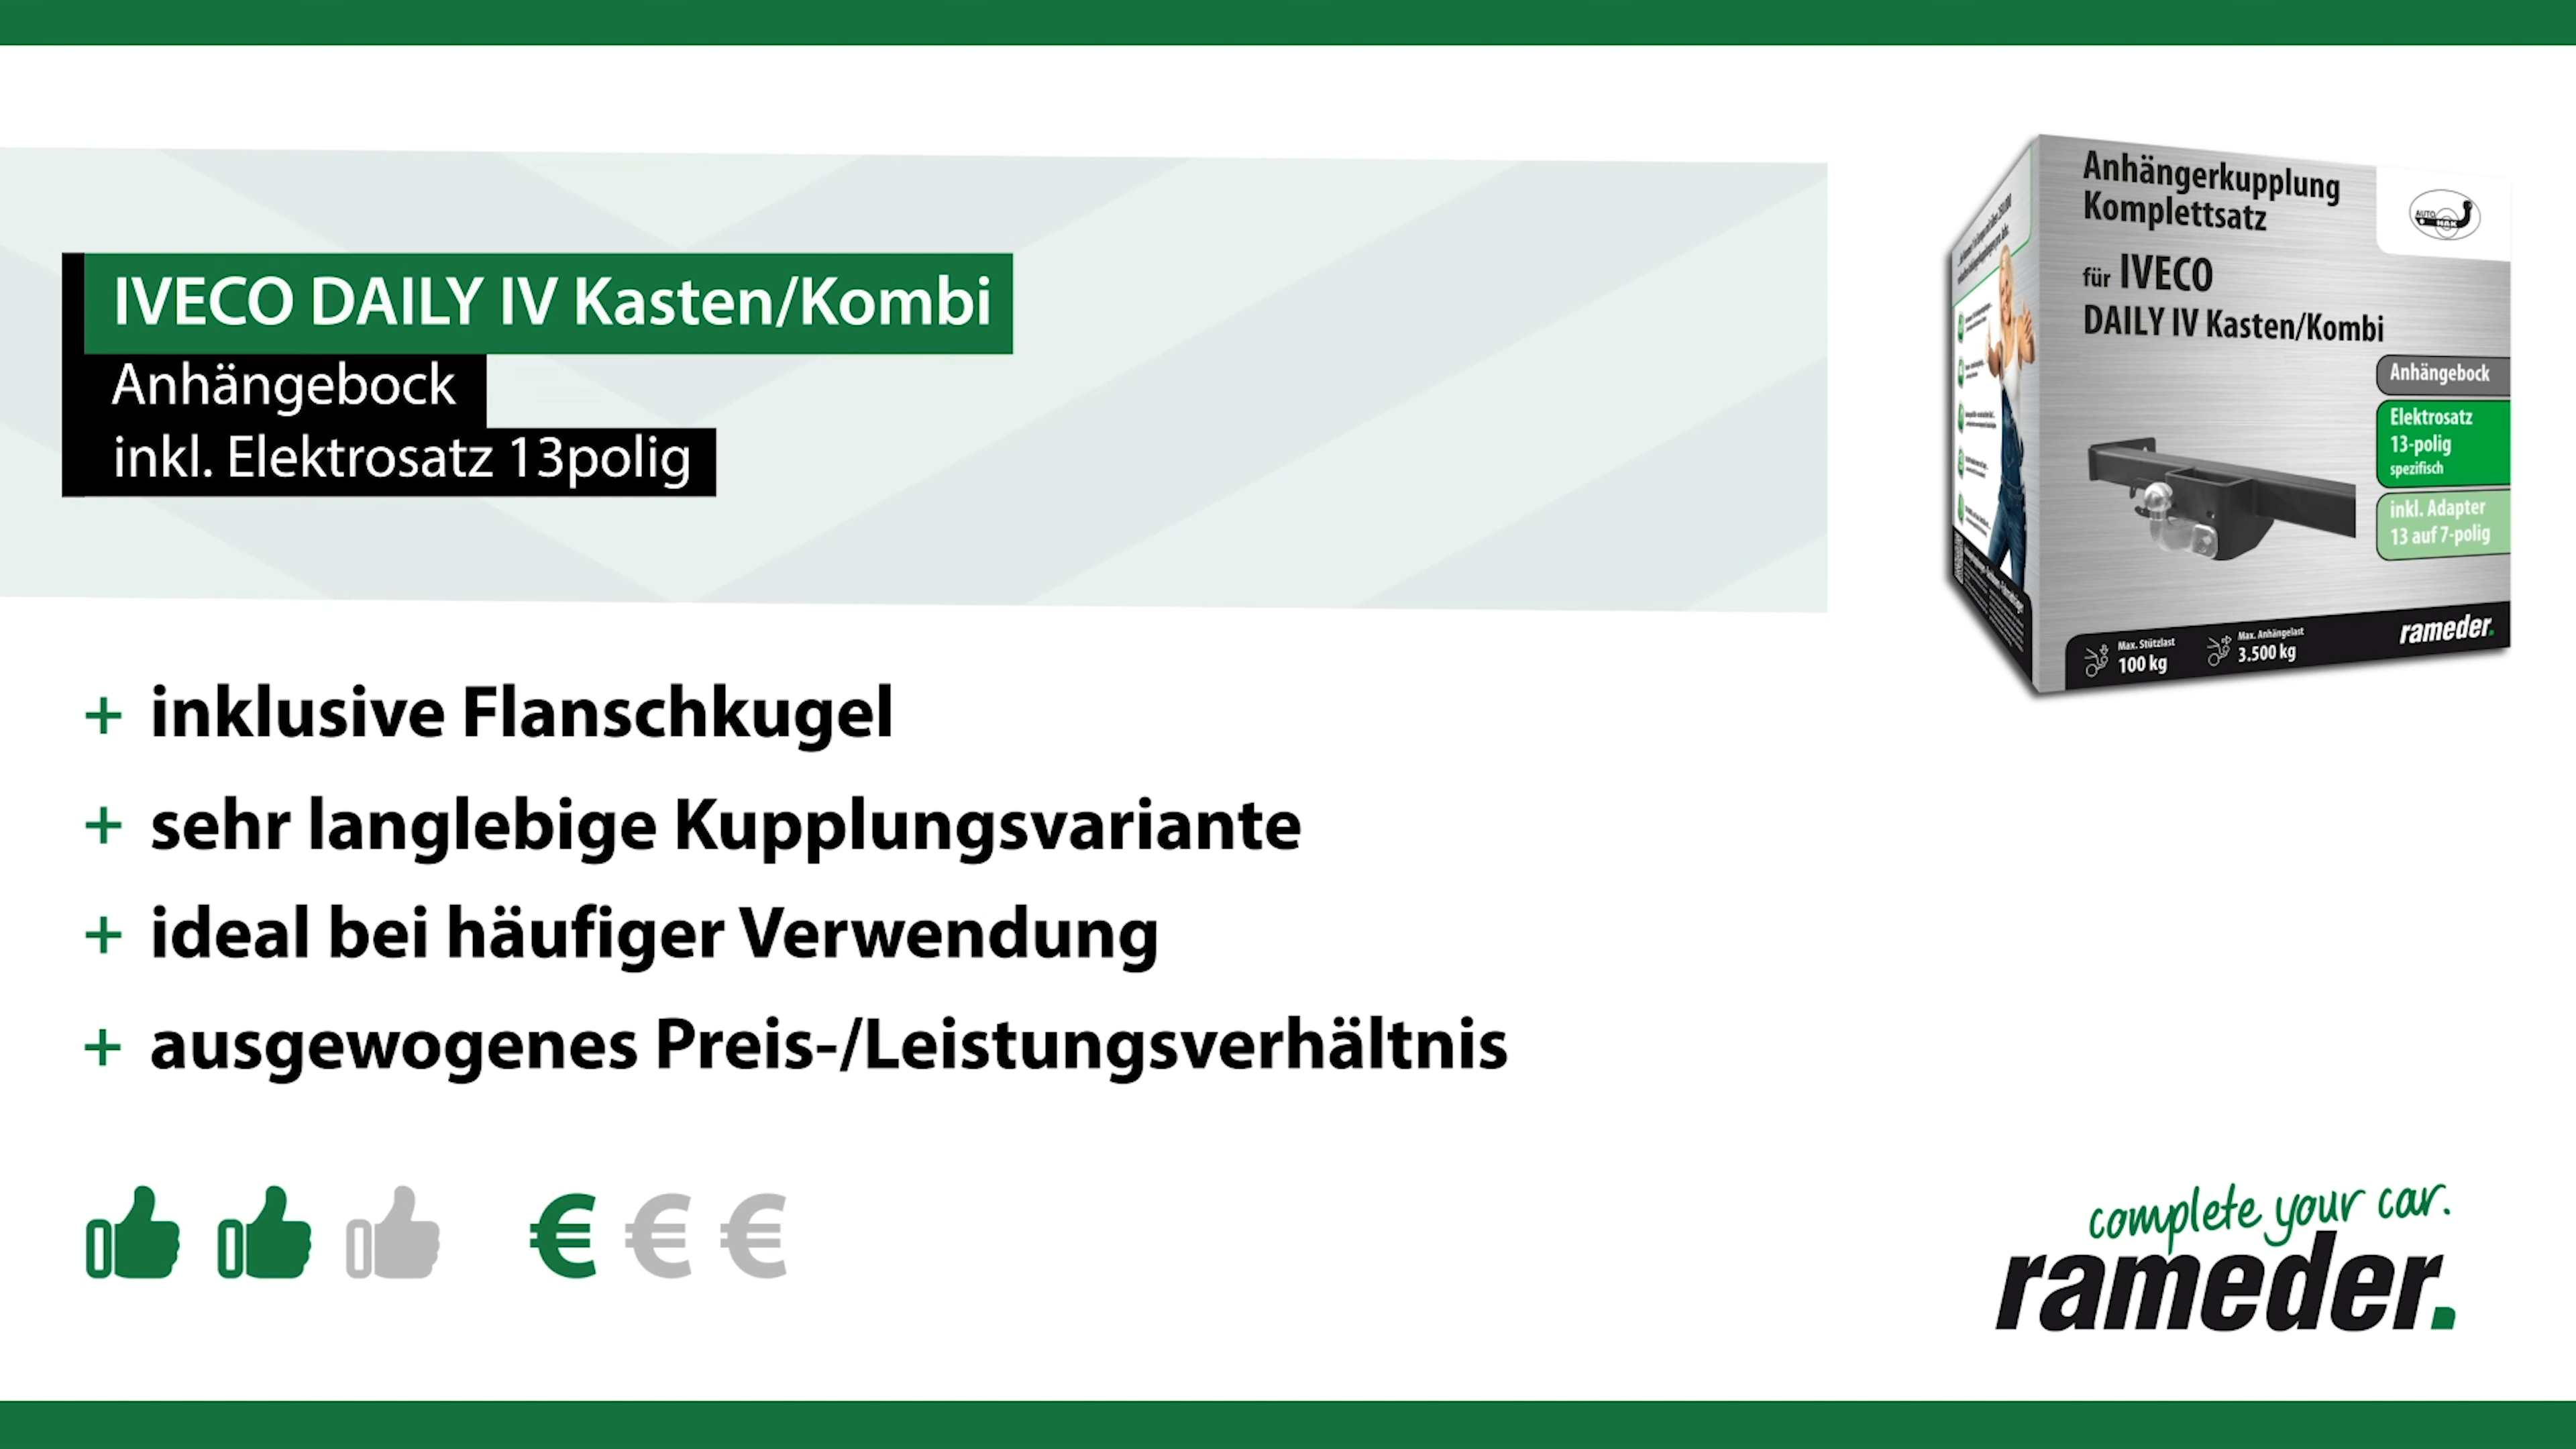 IVECO DAILY IV Kasten/Kombi
Anhängebock
inkl. Elektrosatz 13polig
Anhängerkupplung
Komplettsatz
für IVECO
DAILY IV Kasten/Kombi
Anhängebock
Elektrosatz
13-polig
spezifisch
inkl. Adapter
13 auf 7-polig
Max. Stützlast
100 kg
Max. Anhängelast
3.500 kg
rameder.
+ inklusive Flanschkugel
+ sehr langlebige Kupplungsvariante
+ ideal bei häufiger Verwendung
+ ausgewogenes Preis-/Leistungsverhältnis
€ € €
complete your car.
rameder.